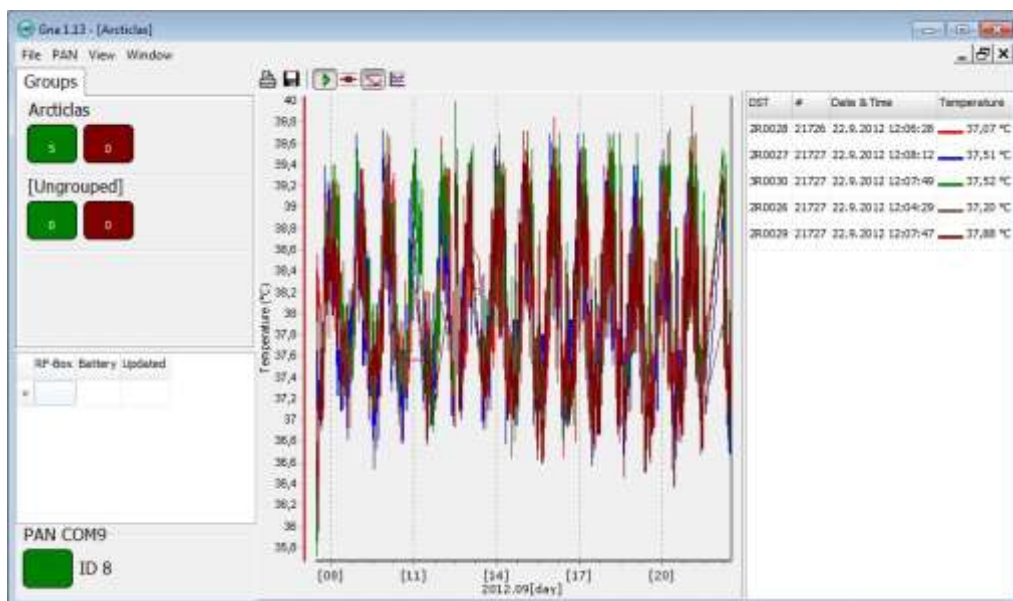 Gna 1.13 - [Arcticlas]
File PAN View Window
Groups
Arcticlas
5 0
[Ungrouped]
0 0
RF-Box Battery Updated
PAN COM9
ID 8
Temperature (°C)
40
39,8
39,6
39,4
39,2
39
38,8
38,6
38,4
38,2
38
37,8
37,6
37,4
37,2
37
36,8
36,6
36,4
36,2
36
35,8
[08] [11] [14] [17] [20]
2012.09[day]
DST # Date & Time Temperature
2R0028 21726 22.9.2012 12:06:28 37,07 °C
2R0027 21727 22.9.2012 12:08:12 37,51 °C
2R0030 21727 22.9.2012 12:07:49 37,52 °C
2R0026 21727 22.9.2012 12:04:29 37,20 °C
2R0029 21727 22.9.2012 12:07:47 37,88 °C